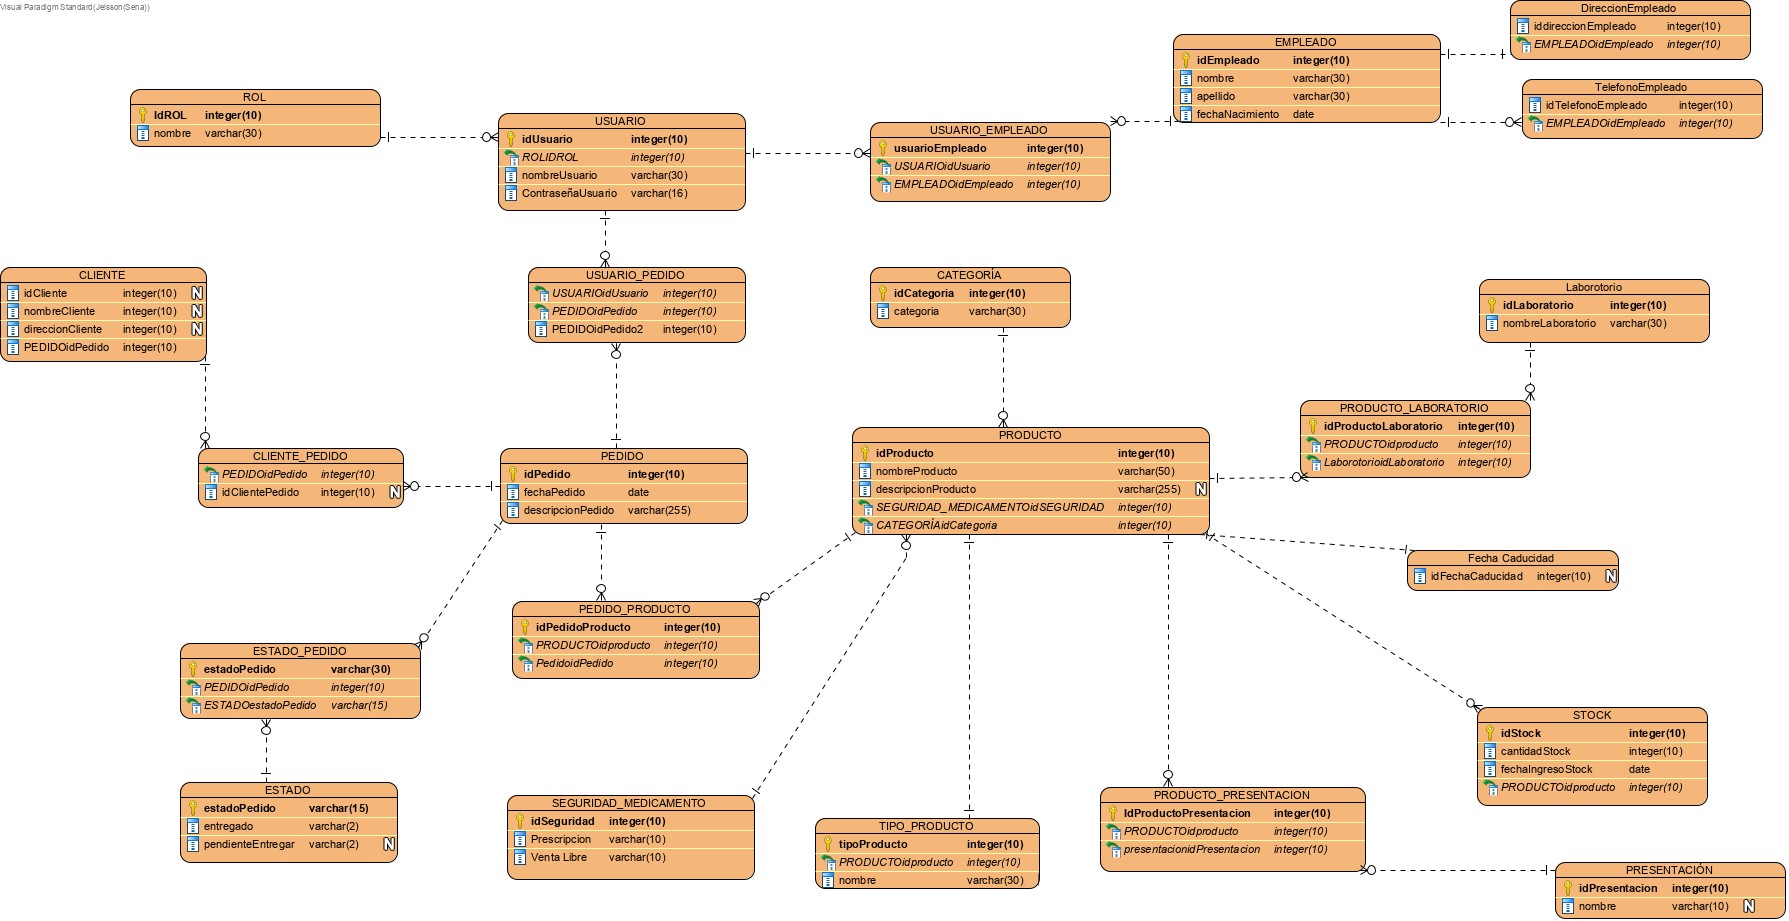 Visual Paradigm Standard(Jeisson(Sena))
DireccionEmpleado
iddireccionEmpleado integer(10)
EMPLEADOidEmpleado integer(10)
EMPLEADO
idEmpleado integer(10)
nombre varchar(30)
apellido varchar(30)
fechaNacimiento date
TelefonoEmpleado
idTelefonoEmpleado integer(10)
EMPLEADOidEmpleado integer(10)
ROL
IdROL integer(10)
nombre varchar(30)
USUARIO
idUsuario integer(10)
ROLIDROL integer(10)
nombreUsuario varchar(30)
ContraseñaUsuario varchar(16)
USUARIO_EMPLEADO
usuarioEmpleado integer(10)
USUARIOidUsuario integer(10)
EMPLEADOidEmpleado integer(10)
CLIENTE
idCliente integer(10) N
nombreCliente integer(10) N
direccionCliente integer(10) N
PEDIDOidPedido integer(10)
USUARIO_PEDIDO
USUARIOidUsuario integer(10)
PEDIDOidPedido integer(10)
PEDIDOidPedido2 integer(10)
CATEGORÍA
idCategoria integer(10)
categoria varchar(30)
Laborotorio
idLaboratorio integer(10)
nombreLaboratorio varchar(30)
PRODUCTO_LABORATORIO
idProductoLaboratorio integer(10)
PRODUCTOidproducto integer(10)
LaborotorioidLaboratorio integer(10)
CLIENTE_PEDIDO
PEDIDOidPedido integer(10)
idClientePedido integer(10) N
PEDIDO
idPedido integer(10)
fechaPedido date
descripcionPedido varchar(255)
PRODUCTO
idProducto integer(10)
nombreProducto varchar(50)
descripcionProducto varchar(255) N
SEGURIDAD_MEDICAMENTOidSEGURIDAD integer(10)
CATEGORÍAidCategoria integer(10)
Fecha Caducidad
idFechaCaducidad integer(10) N
PEDIDO_PRODUCTO
idPedidoProducto integer(10)
PRODUCTOidproducto integer(10)
PedidoidPedido integer(10)
ESTADO_PEDIDO
estadoPedido varchar(30)
PEDIDOidPedido integer(10)
ESTADOestadoPedido varchar(15)
STOCK
idStock integer(10)
cantidadStock integer(10)
fechaIngresoStock date
PRODUCTOidproducto integer(10)
ESTADO
estadoPedido varchar(15)
entregado varchar(2)
pendienteEntregar varchar(2) N
SEGURIDAD_MEDICAMENTO
idSeguridad integer(10)
Prescripcion varchar(10)
Venta Libre varchar(10)
TIPO_PRODUCTO
tipoProducto integer(10)
PRODUCTOidproducto integer(10)
nombre varchar(30)
PRODUCTO_PRESENTACION
IdProductoPresentacion integer(10)
PRODUCTOidproducto integer(10)
presentacionidPresentacion integer(10)
PRESENTACIÓN
idPresentacion integer(10)
nombre varchar(10) N